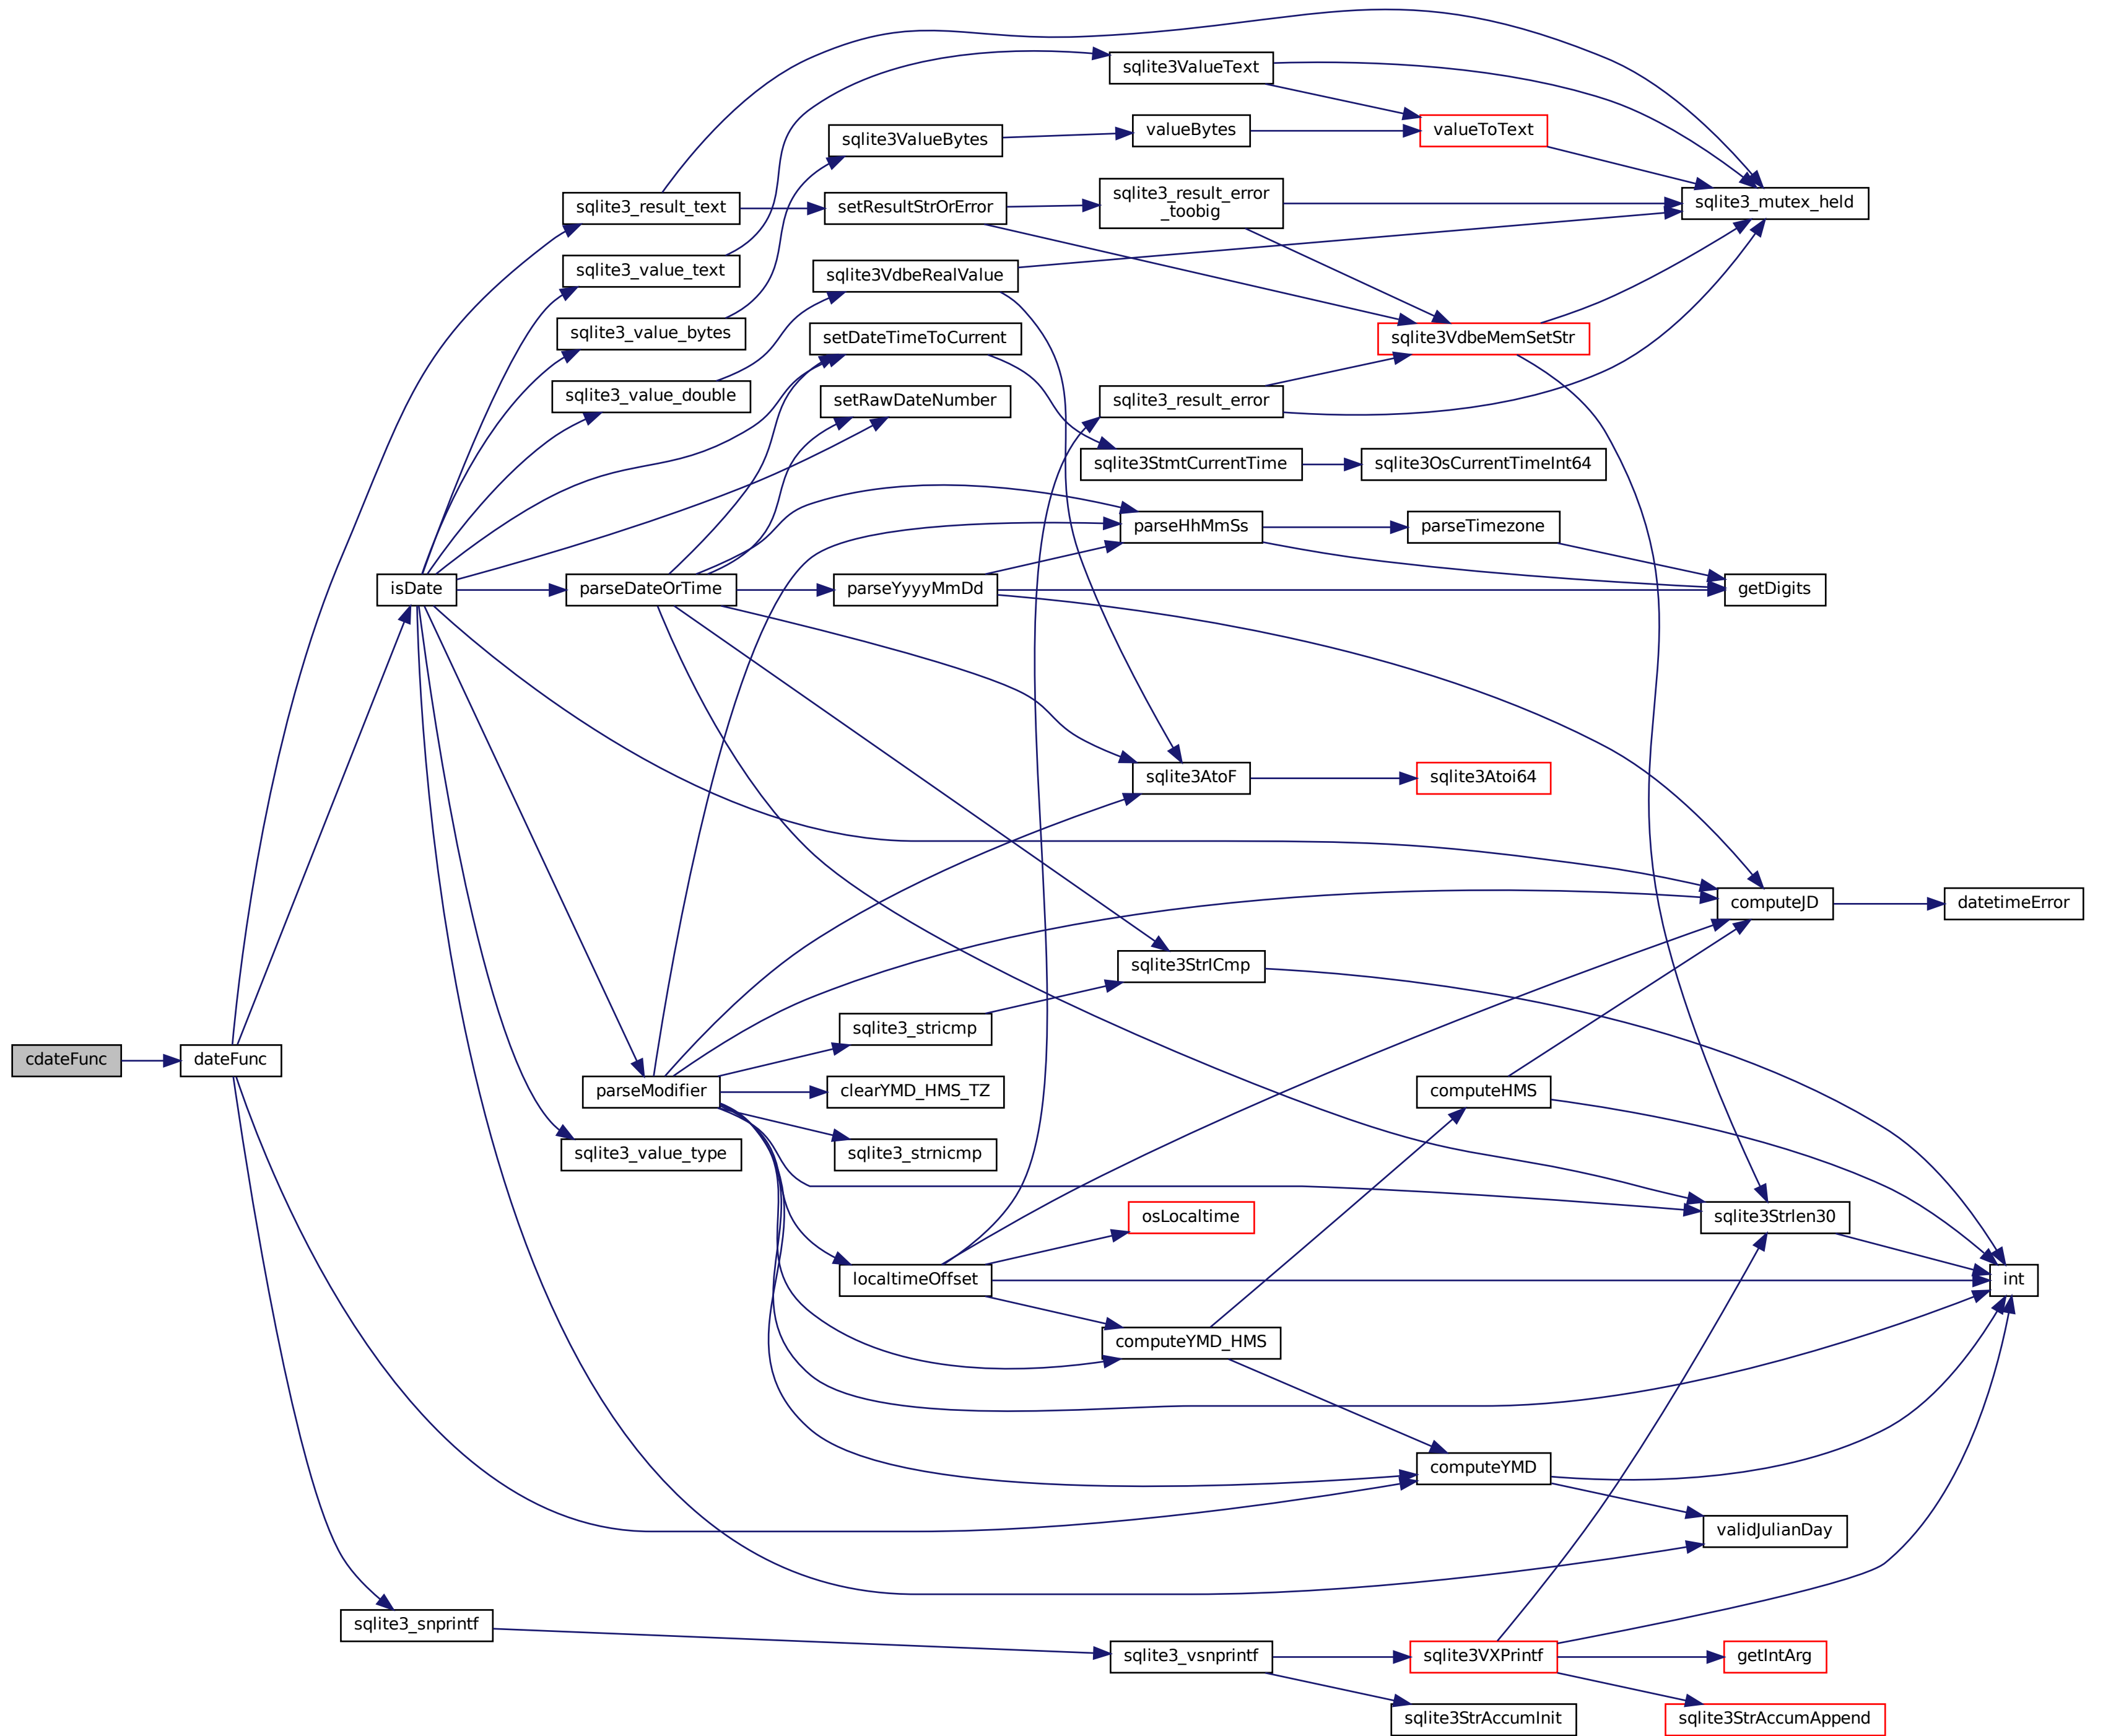 sqlite3ValueText
valueToText
sqlite3ValueBytes
valueBytes
sqlite3_result_text
setResultStrOrError
sqlite3_result_error
_toobig
sqlite3_mutex_held
sqlite3_value_text
sqlite3VdbeRealValue
sqlite3_value_bytes
setDateTimeToCurrent
sqlite3VdbeMemSetStr
sqlite3_value_double
setRawDateNumber
sqlite3_result_error
sqlite3StmtCurrentTime
sqlite3OsCurrentTimeInt64
parseHhMmSs
parseTimezone
isDate
parseDateOrTime
parseYyyyMmDd
getDigits
sqlite3AtoF
sqlite3Atoi64
computeJD
datetimeError
sqlite3StrICmp
sqlite3_stricmp
cdateFunc
dateFunc
parseModifier
clearYMD_HMS_TZ
computeHMS
sqlite3_value_type
sqlite3_strnicmp
osLocaltime
sqlite3Strlen30
localtimeOffset
int
computeYMD_HMS
computeYMD
validJulianDay
sqlite3_snprintf
sqlite3_vsnprintf
sqlite3VXPrintf
getIntArg
sqlite3StrAccumInit
sqlite3StrAccumAppend